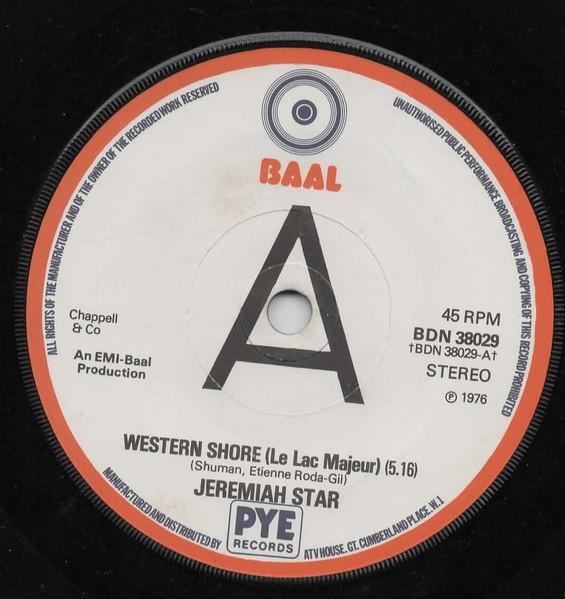 ALL RIGHTS OF THE MANUFACTURER AND OF THE OWNER OF THE RECORDED WORK RESERVED
UNAUTHORISED PUBLIC PERFORMANCE BROADCASTING AND COPYING OF THIS RECORD PROHIBITED
BAAL
A
Chappell
& Co
An EMI-Baal
Production
45 RPM
BDN 38029
†BDN 38029-A†
STEREO
℗ 1976
WESTERN SHORE (Le Lac Majeur) (5.16)
(Shuman, Etienne Roda-Gil)
JEREMIAH STAR
MANUFACTURED AND DISTRIBUTED BY
PYE
RECORDS
ATV HOUSE. GT. CUMBERLAND PLACE. W.1